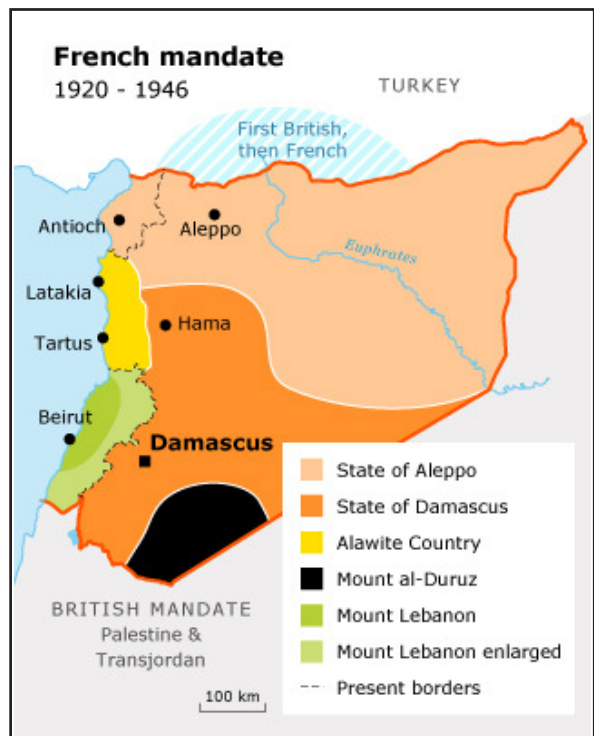 French mandate
1920 - 1946
TURKEY
First British,
then French
Antioch
Aleppo
Euphrates
Latakia
Hama
Tartus
Beirut
Damascus
State of Aleppo
State of Damascus
Alawite Country
Mount al-Duruz
Mount Lebanon
Mount Lebanon enlarged
Present borders
BRITISH MANDATE
Palestine &
Transjordan
100 km